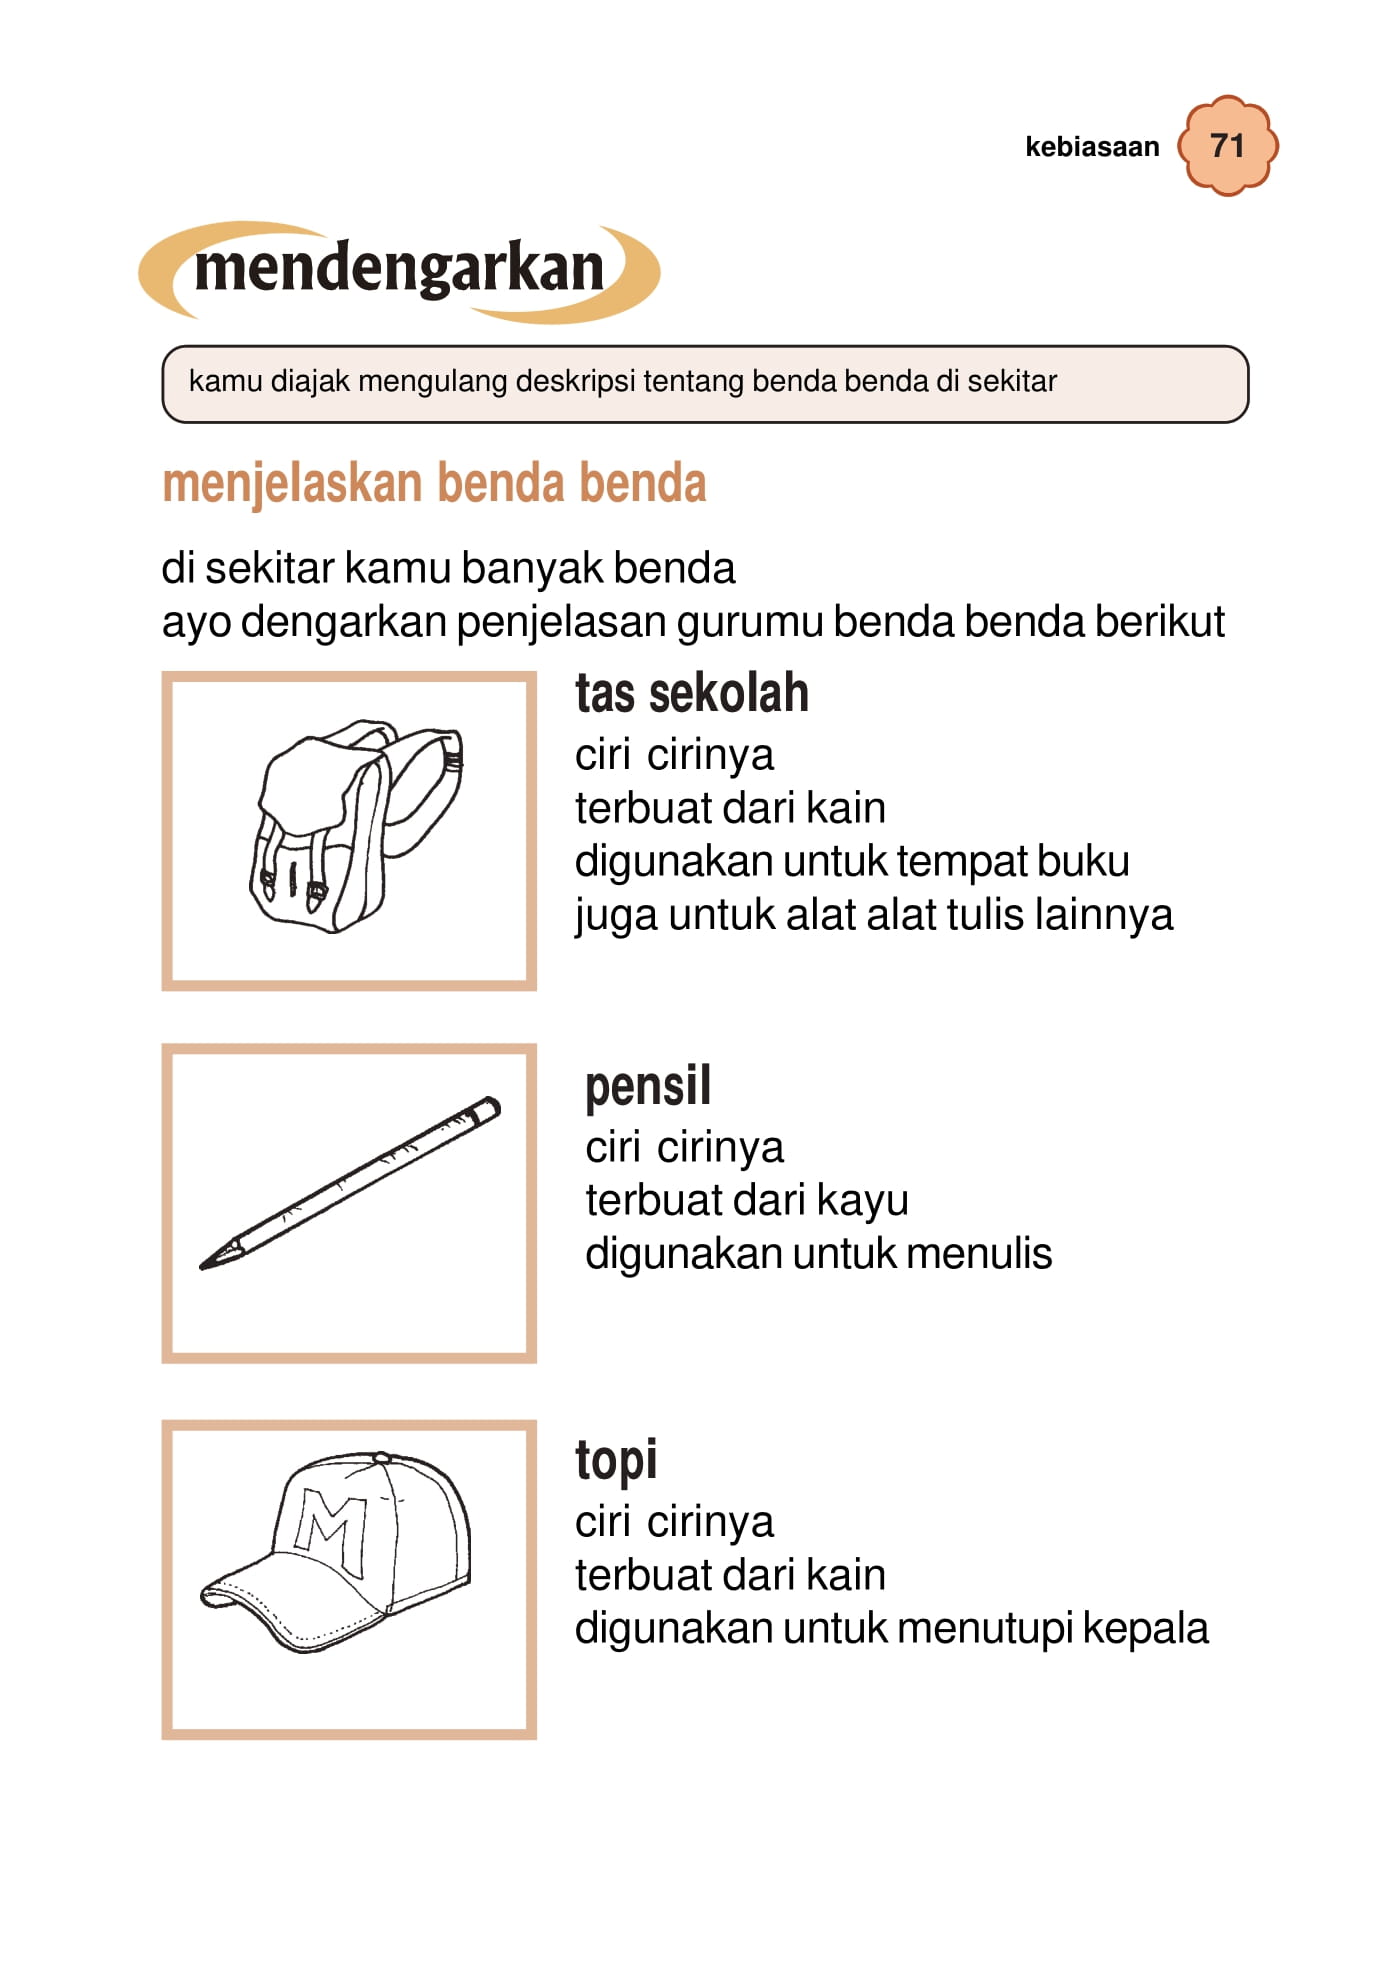 kebiasaan 71
mendengarkan
kamu diajak mengulang deskripsi tentang benda benda di sekitar
menjelaskan benda benda
di sekitar kamu banyak benda
ayo dengarkan penjelasan gurumu benda benda berikut
tas sekolah
ciri cirinya
terbuat dari kain
digunakan untuk tempat buku
juga untuk alat alat tulis lainnya
pensil
ciri cirinya
terbuat dari kayu
digunakan untuk menulis
M
topi
ciri cirinya
terbuat dari kain
digunakan untuk menutupi kepala